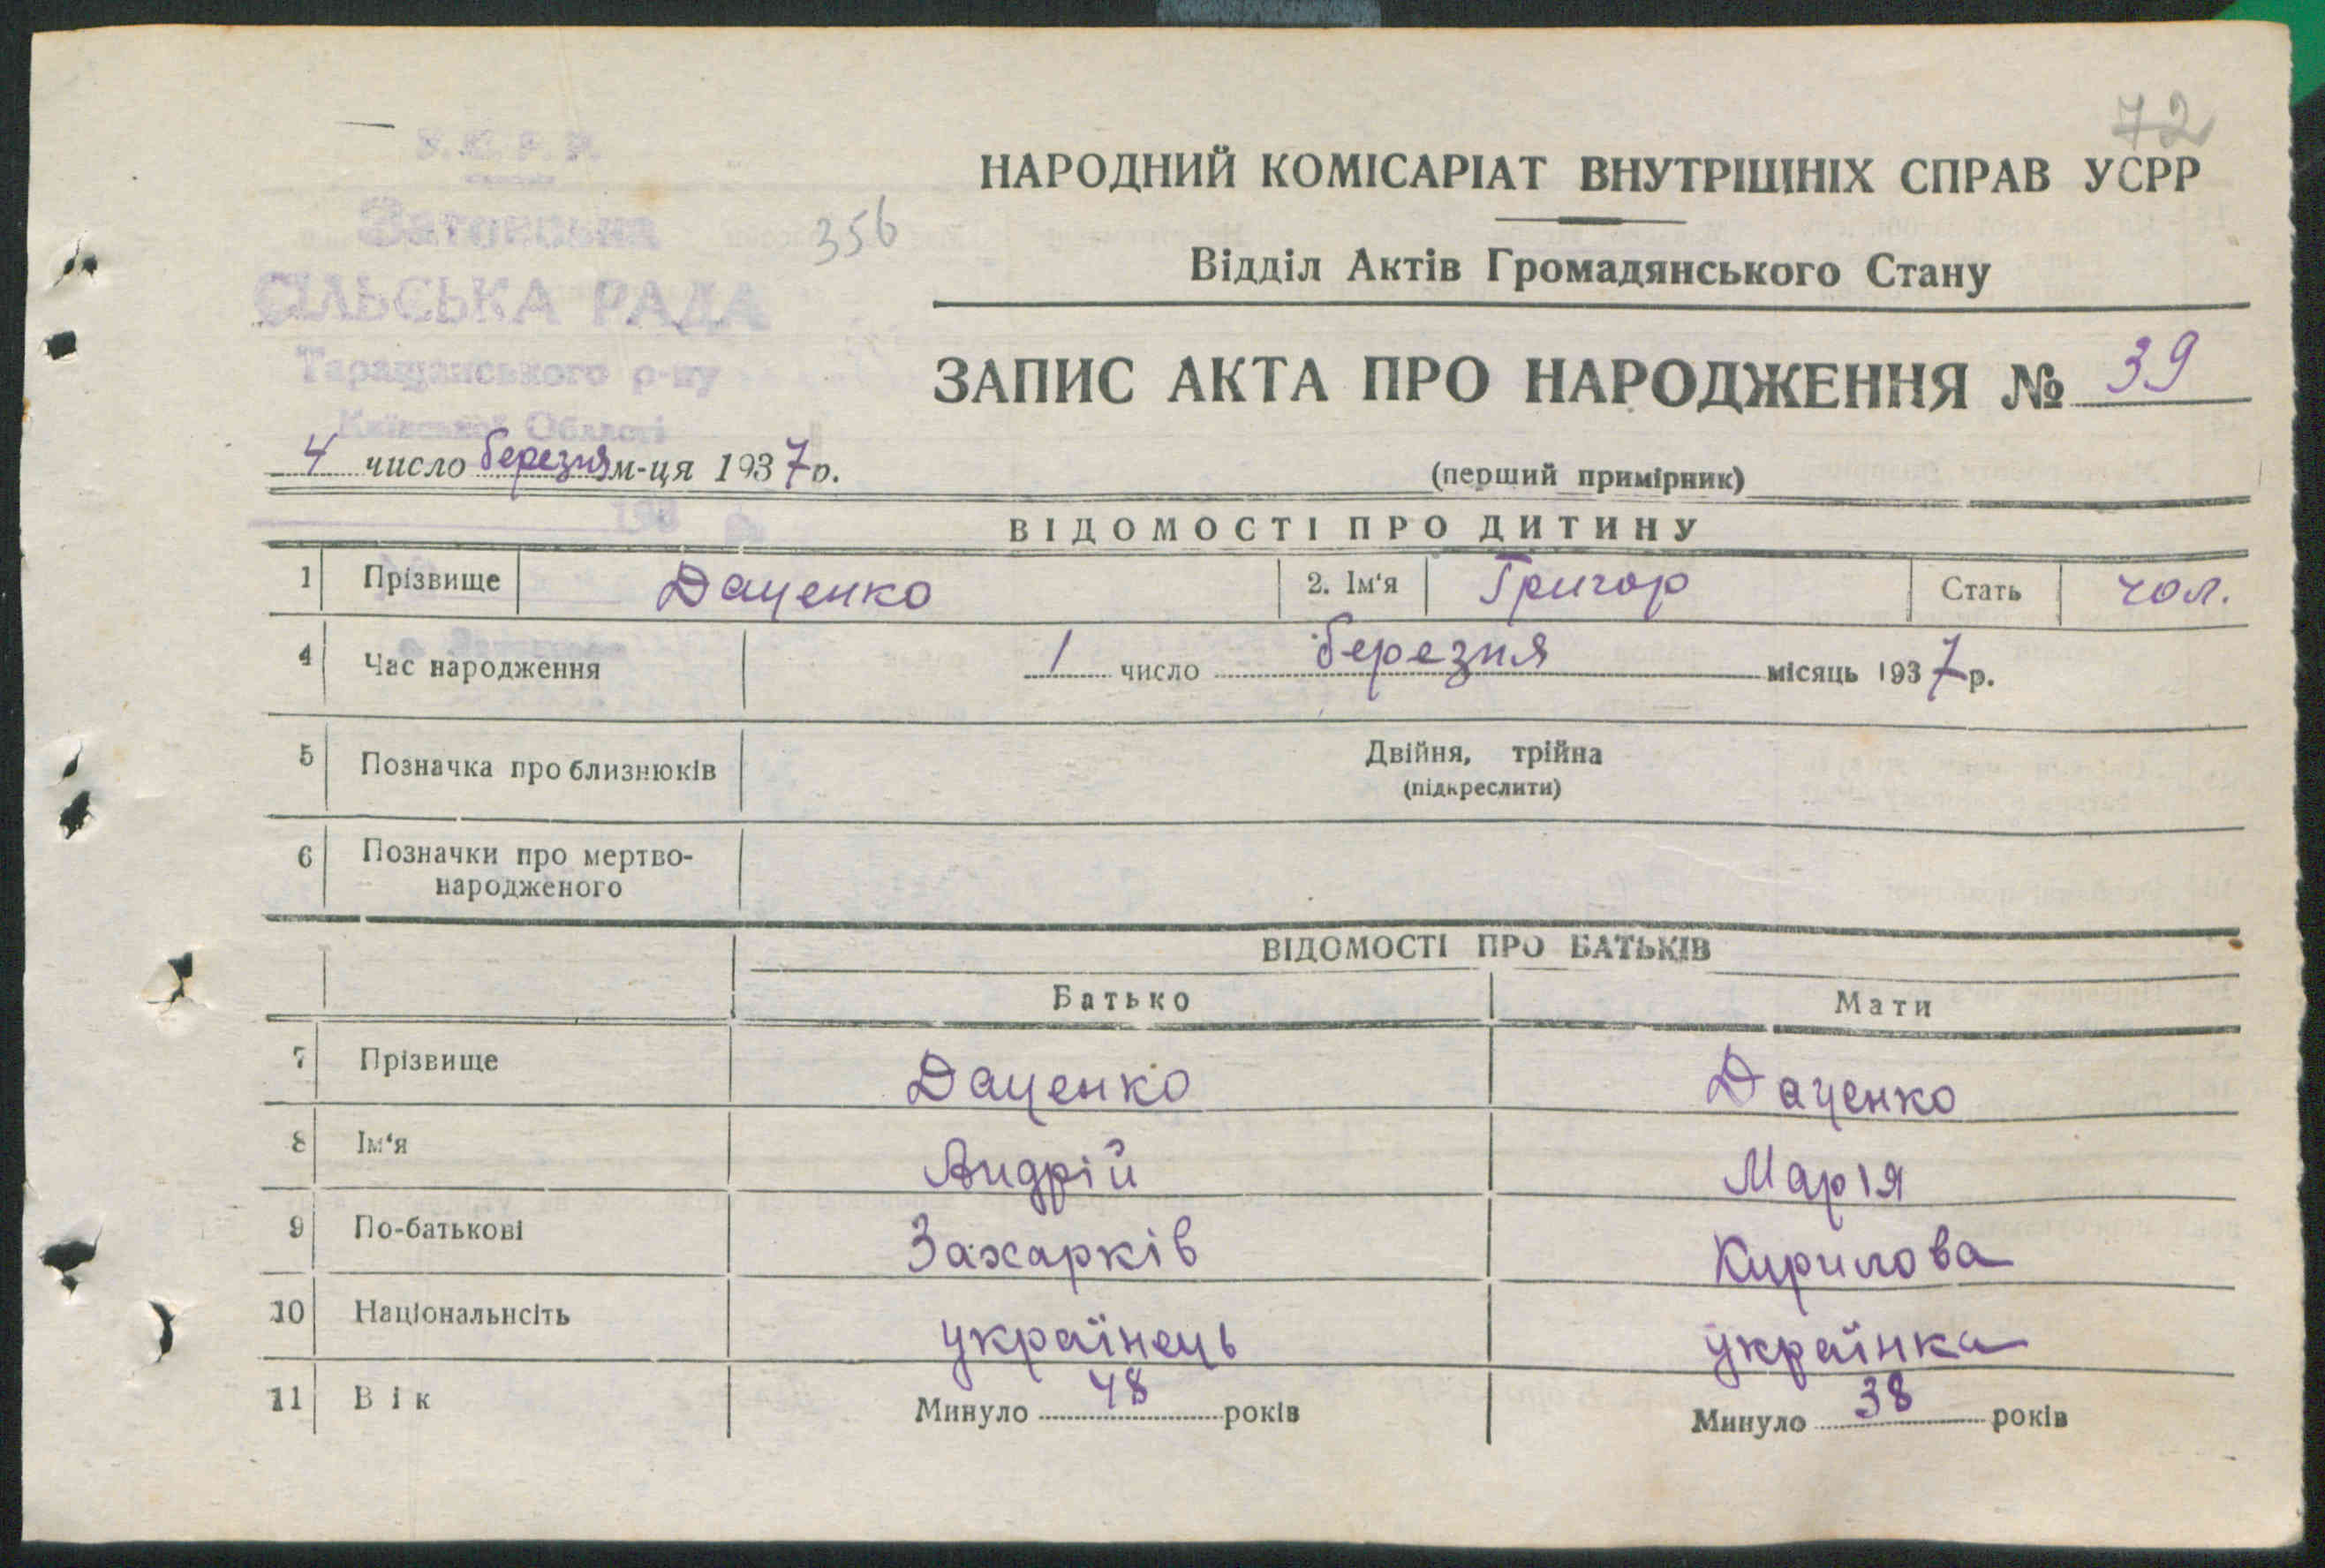 72
356
НАРОДНИЙ КОМІСАРІАТ ВНУТРІШНІХ СПРАВ УСРР
Відділ Актів Громадянського Стану
СІЛЬСЬКА РАДА
Таращанського р-ну
Київської Області
ЗАПИС АКТА ПРО НАРОДЖЕННЯ № 39
4 число березня м-ця 1937 р.
(перший примірник)
193 р.
ВІДОМОСТІ ПРО ДИТИНУ
1 Прізвище Даценко 2. Ім'я Григор Стать чол.
4 Час народження 1 число березня місяць 1937 р.
5 Позначка про близнюків Двійня, трійна
(підкреслити)
6 Позначки про мертво-
народженого
ВІДОМОСТІ ПРО БАТЬКІВ
Батько Мати
7 Прізвище Даценко Даценко
8 Ім'я Андрій Марія
9 По-батькові Захарків Кирилова
10 Національнсіть українець українка
11 Вік Минуло 48 років Минуло 38 років